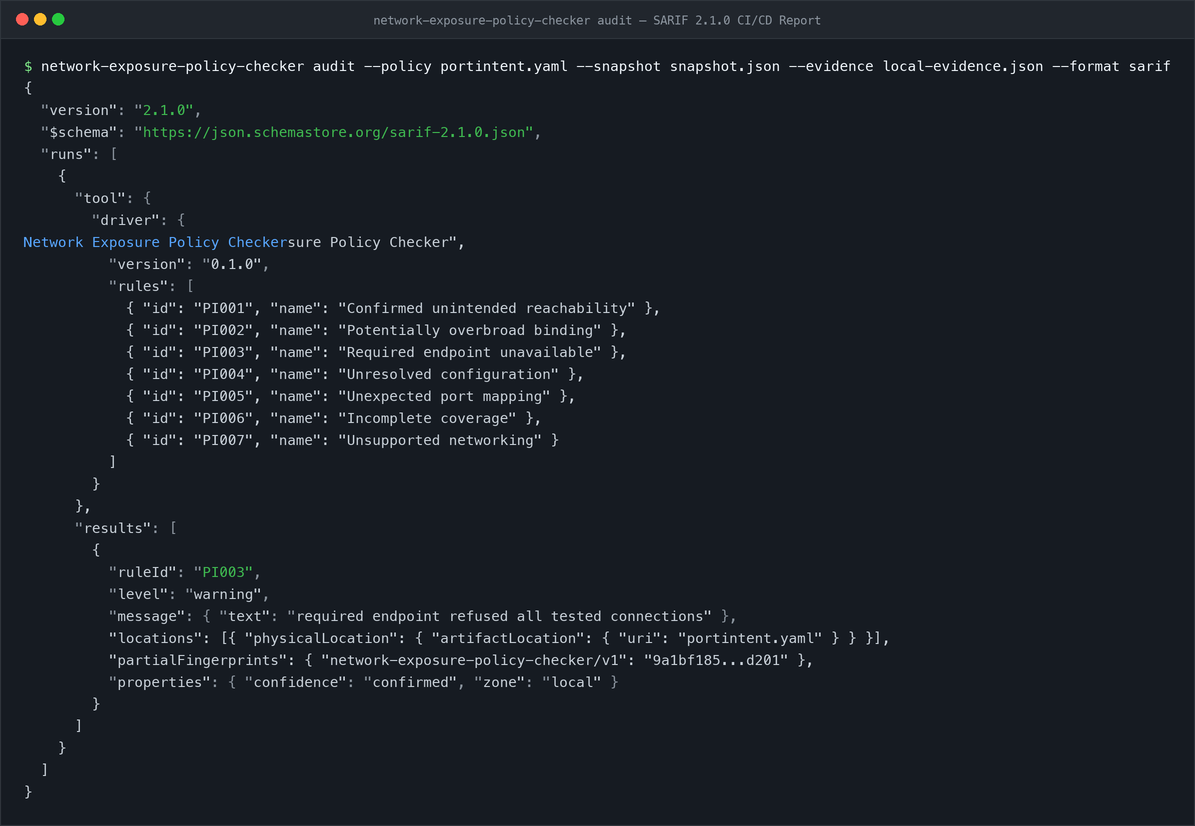 network-exposure-policy-checker audit — SARIF 2.1.0 CI/CD Report
$ network-exposure-policy-checker audit --policy portintent.yaml --snapshot snapshot.json --evidence local-evidence.json --format sarif
{
  "version": "2.1.0",
  "$schema": "https://json.schemastore.org/sarif-2.1.0.json",
  "runs": [
    {
      "tool": {
        "driver": {
Network Exposure Policy Checkersure Policy Checker",
          "version": "0.1.0",
          "rules": [
            { "id": "PI001", "name": "Confirmed unintended reachability" },
            { "id": "PI002", "name": "Potentially overbroad binding" },
            { "id": "PI003", "name": "Required endpoint unavailable" },
            { "id": "PI004", "name": "Unresolved configuration" },
            { "id": "PI005", "name": "Unexpected port mapping" },
            { "id": "PI006", "name": "Incomplete coverage" },
            { "id": "PI007", "name": "Unsupported networking" }
          ]
        }
      },
      "results": [
        {
          "ruleId": "PI003",
          "level": "warning",
          "message": { "text": "required endpoint refused all tested connections" },
          "locations": [{ "physicalLocation": { "artifactLocation": { "uri": "portintent.yaml" } } }],
          "partialFingerprints": { "network-exposure-policy-checker/v1": "9a1bf185...d201" },
          "properties": { "confidence": "confirmed", "zone": "local" }
        }
      ]
    }
  ]
}